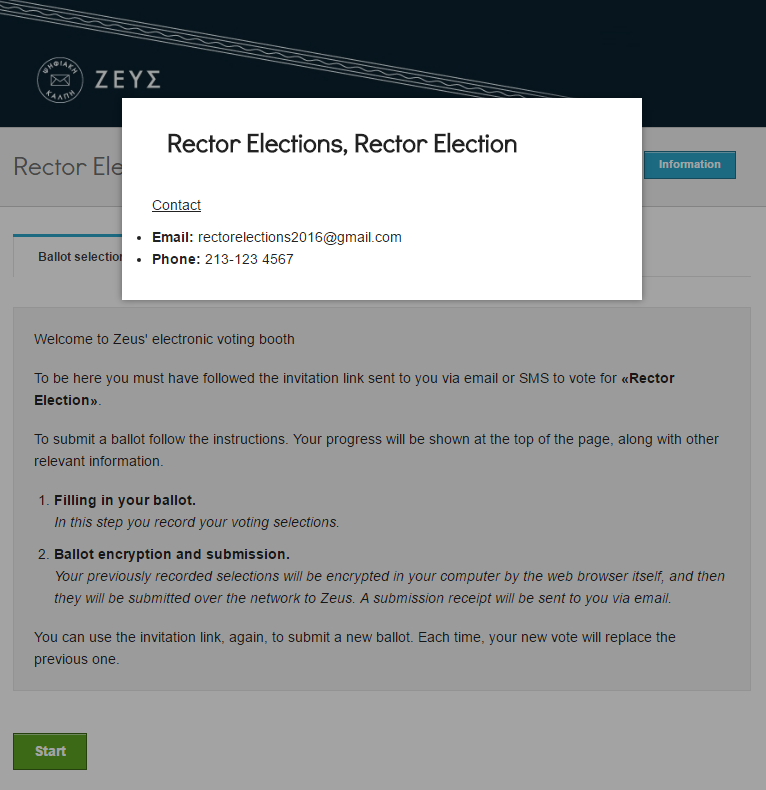 ΨΗΦΙΑΚΗ
ΚΑΛΠΗ
ΖΕΥΣ
Rector Elections, Rector Election
Rector Ele
Information
Contact
• Email: rectorelections2016@gmail.com
• Phone: 213-123 4567
Ballot selection
Welcome to Zeus' electronic voting booth
To be here you must have followed the invitation link sent to you via email or SMS to vote for «Rector
Election».
To submit a ballot follow the instructions. Your progress will be shown at the top of the page, along with other
relevant information.
1. Filling in your ballot.
In this step you record your voting selections.
2. Ballot encryption and submission.
Your previously recorded selections will be encrypted in your computer by the web browser itself, and then
they will be submitted over the network to Zeus. A submission receipt will be sent to you via email.
You can use the invitation link, again, to submit a new ballot. Each time, your new vote will replace the
previous one.
Start